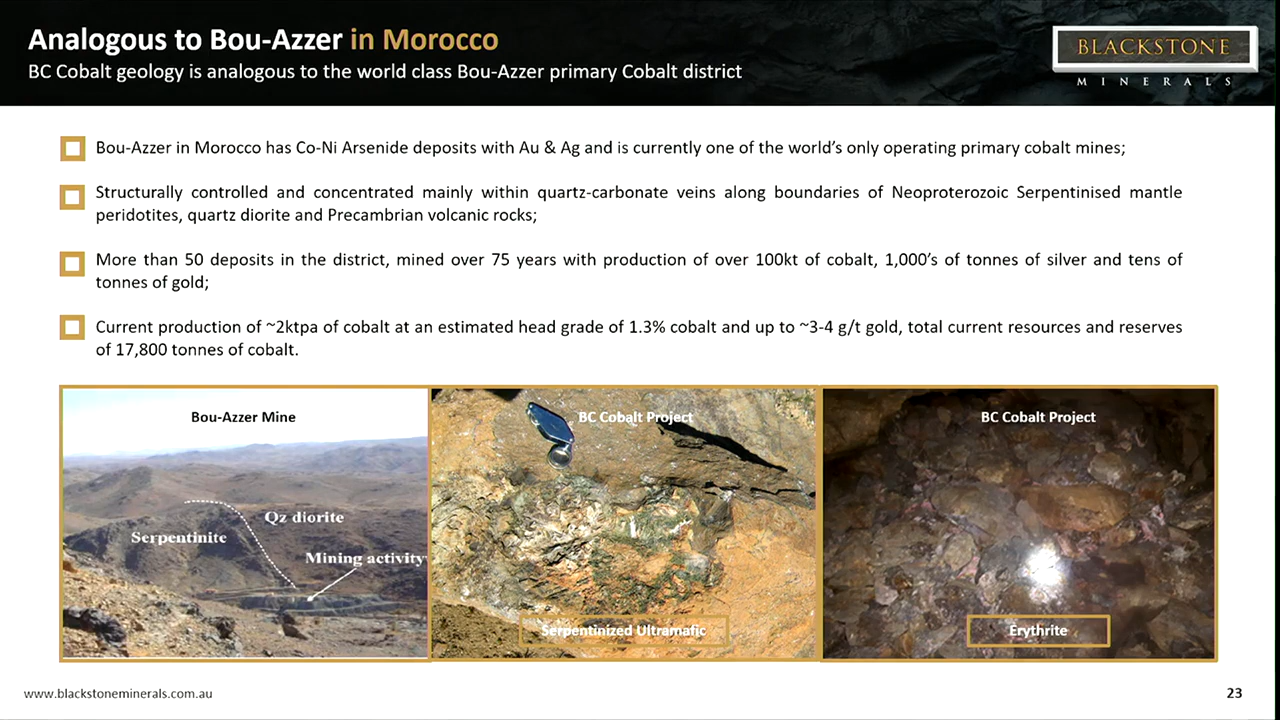 Analogous to Bou-Azzer in Morocco
BC Cobalt geology is analogous to the world class Bou-Azzer primary Cobalt district
BLACKSTONE
MINERALS
Bou-Azzer in Morocco has Co-Ni Arsenide deposits with Au & Ag and is currently one of the world’s only operating primary cobalt mines;
Structurally controlled and concentrated mainly within quartz-carbonate veins along boundaries of Neoproterozoic Serpentinised mantle
peridotites, quartz diorite and Precambrian volcanic rocks;
More than 50 deposits in the district, mined over 75 years with production of over 100kt of cobalt, 1,000’s of tonnes of silver and tens of
tonnes of gold;
Current production of ~2ktpa of cobalt at an estimated head grade of 1.3% cobalt and up to ~3-4 g/t gold, total current resources and reserves
of 17,800 tonnes of cobalt.
Bou-Azzer Mine
Qz diorite
Serpentinite
Mining activity
BC Cobalt Project
Serpentinized Ultramafic
BC Cobalt Project
Erythrite
www.blackstoneminerals.com.au
23